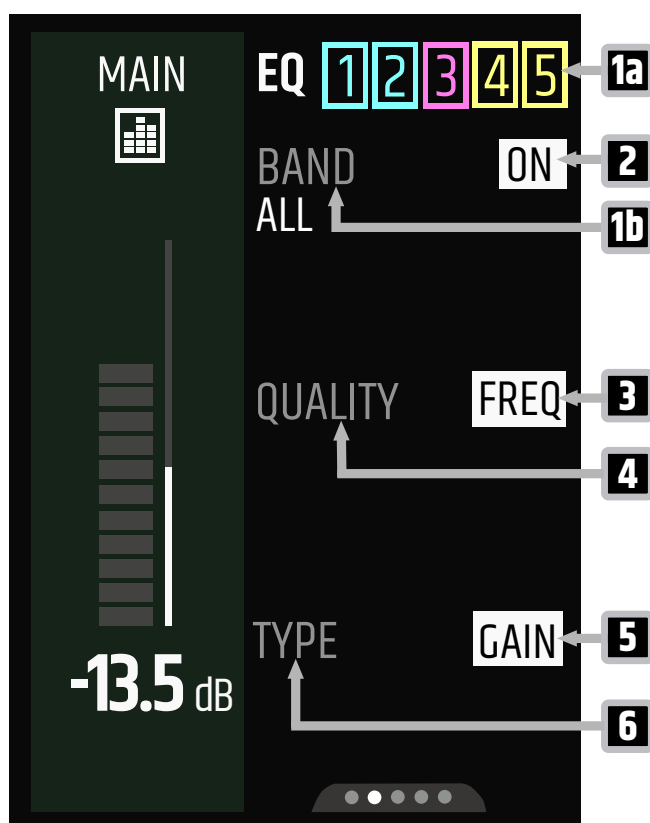 MAIN
-13.5 dB
EQ 1 2 3 4 5
BAND ON
ALL
QUALITY FREQ
TYPE GAIN
1a
2
1b
3
4
5
6